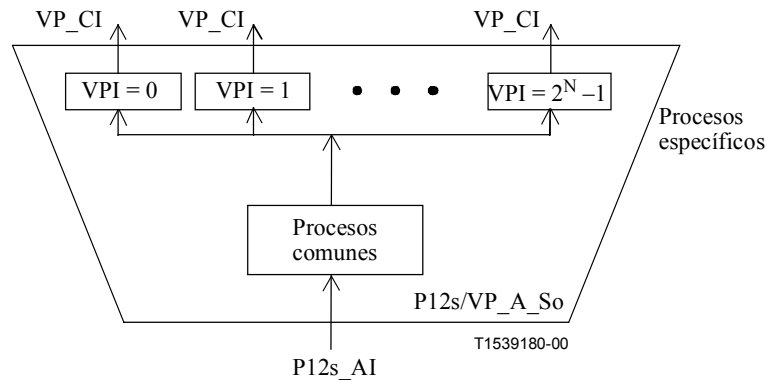 VP_CI VP_CI VP_CI
VPI = 0 VPI = 1 • • • VPI = 2^N –1
Procesos
específicos
Procesos
comunes
P12s/VP_A_So
T1539180-00
P12s_AI